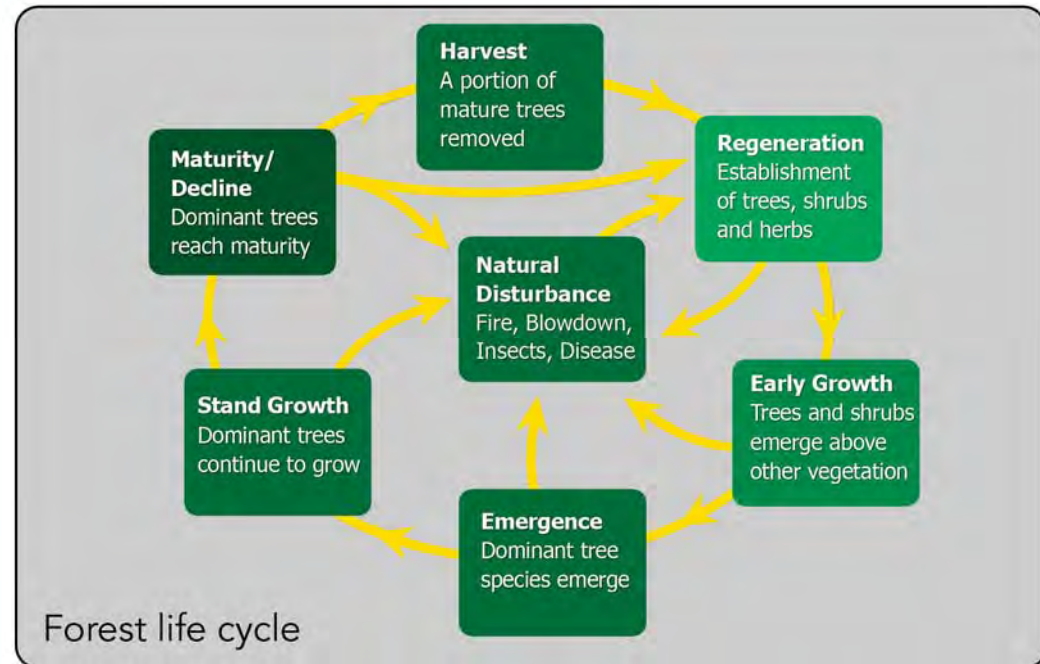 Harvest
A portion of
mature trees
removed
Regeneration
Establishment
of trees, shrubs
and herbs
Maturity/
Decline
Dominant trees
reach maturity
Natural
Disturbance
Fire, Blowdown,
Insects, Disease
Early Growth
Trees and shrubs
emerge above
other vegetation
Stand Growth
Dominant trees
continue to grow
Emergence
Dominant tree
species emerge
Forest life cycle